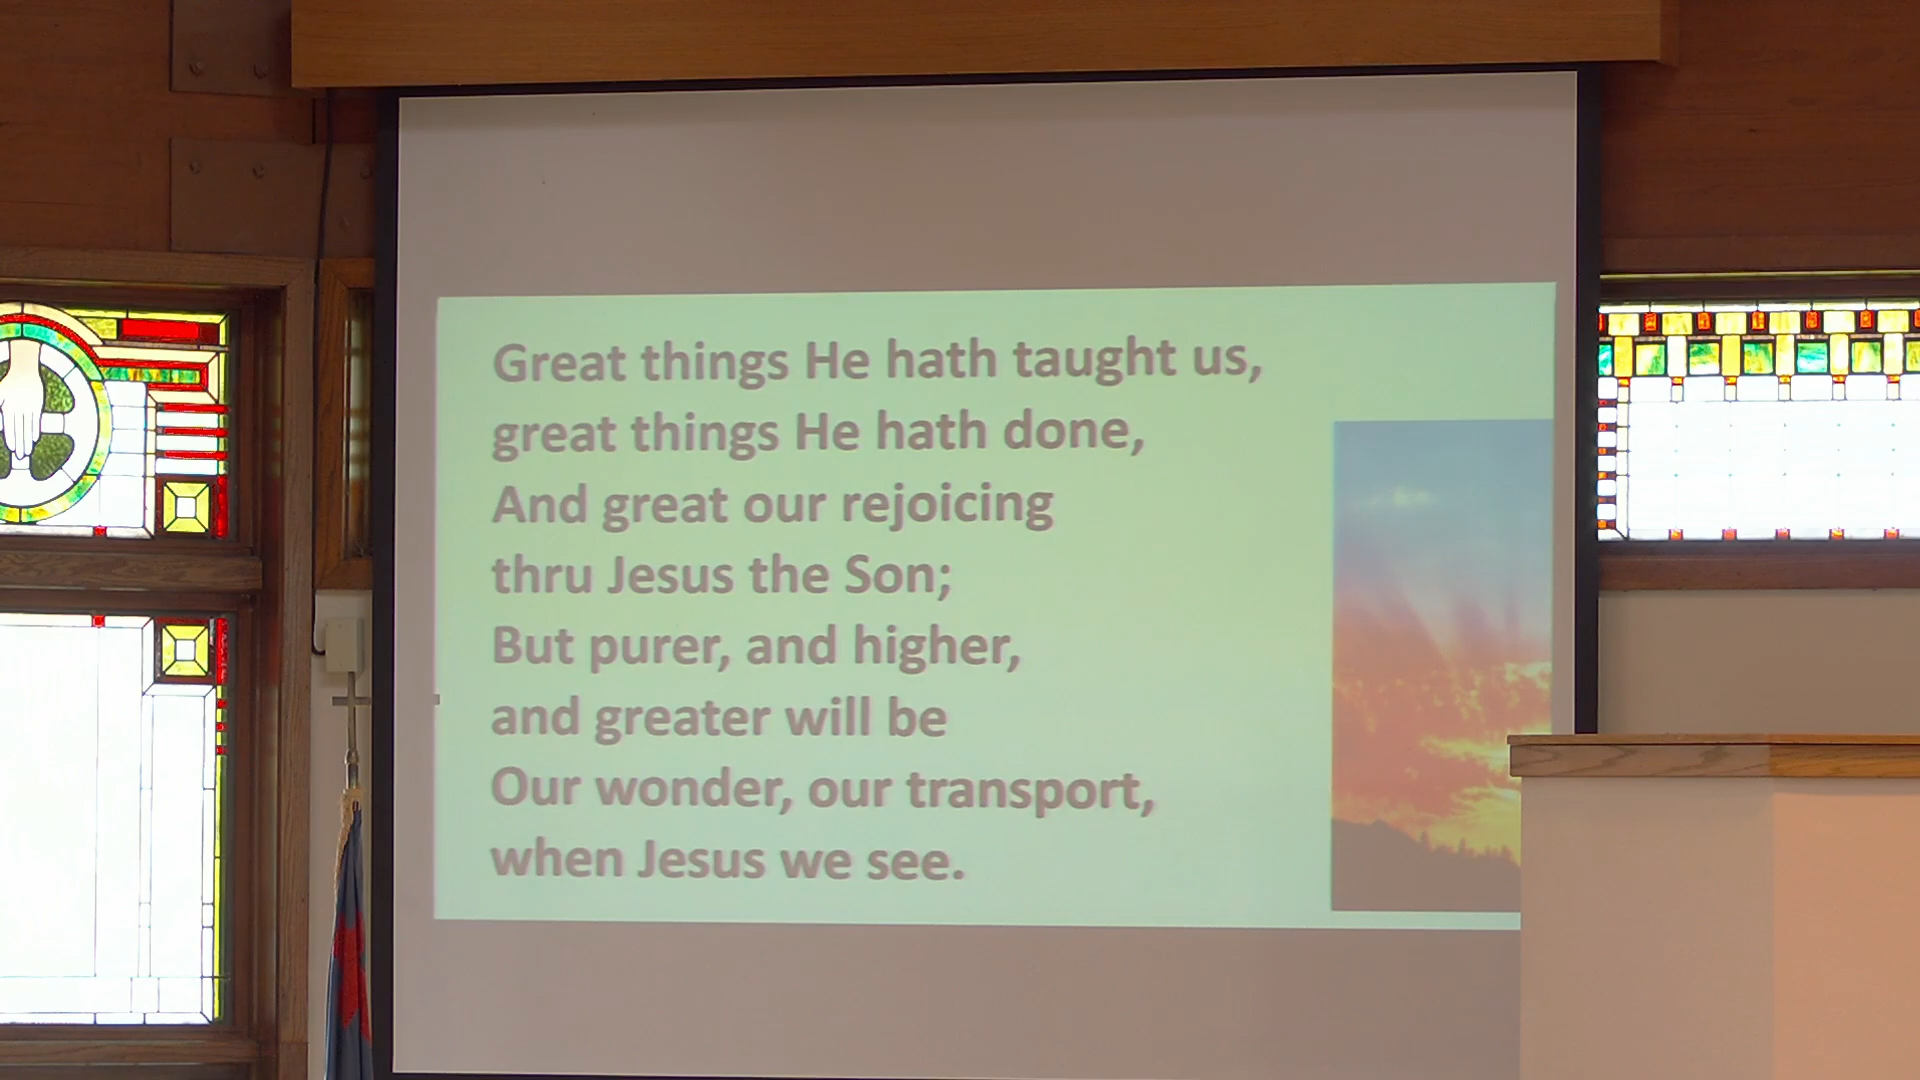 Great things He hath taught us,
great things He hath done,
And great our rejoicing
thru Jesus the Son;
But purer, and higher,
and greater will be
Our wonder, our transport,
when Jesus we see.